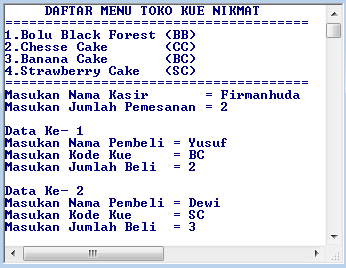 DAFTAR MENU TOKO KUE NIKMAT
========================================
1.Bolu Black Forest (BB)
2.Chesse Cake (CC)
3.Banana Cake (BC)
4.Strawberry Cake (SC)
========================================
Masukan Nama Kasir = Firmanhuda
Masukan Jumlah Pemesanan = 2
Data Ke- 1
Masukan Nama Pembeli = Yusuf
Masukan Kode Kue = BC
Masukan Jumlah Beli = 2
Data Ke- 2
Masukan Nama Pembeli = Dewi
Masukan Kode Kue = SC
Masukan Jumlah Beli = 3